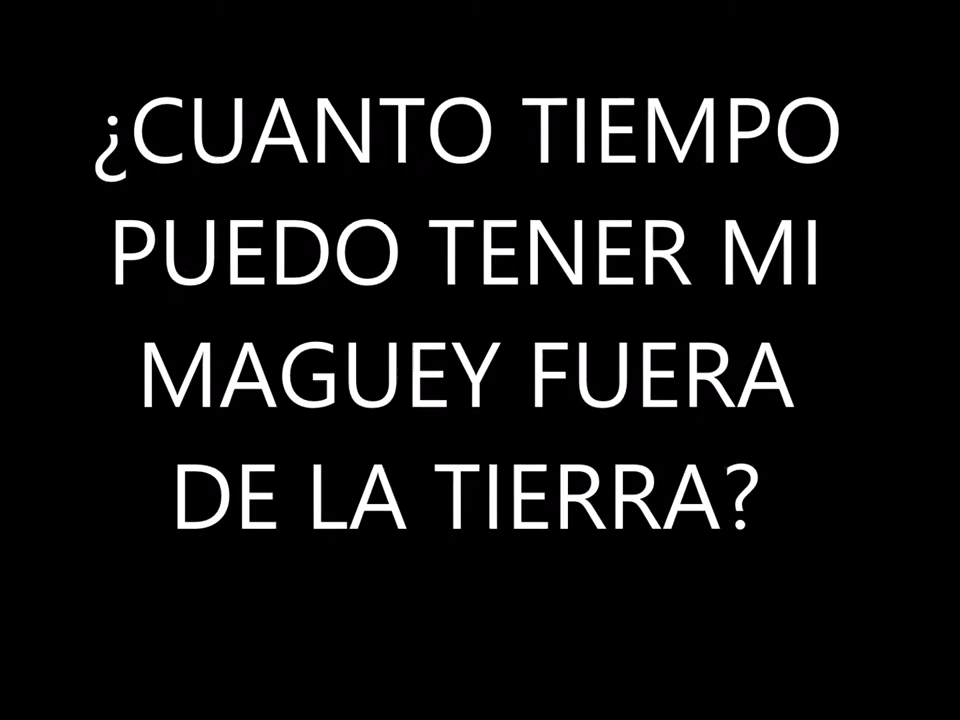 ¿CUANTO TIEMPO
PUEDO TENER MI
MAGUEY FUERA
DE LA TIERRA?